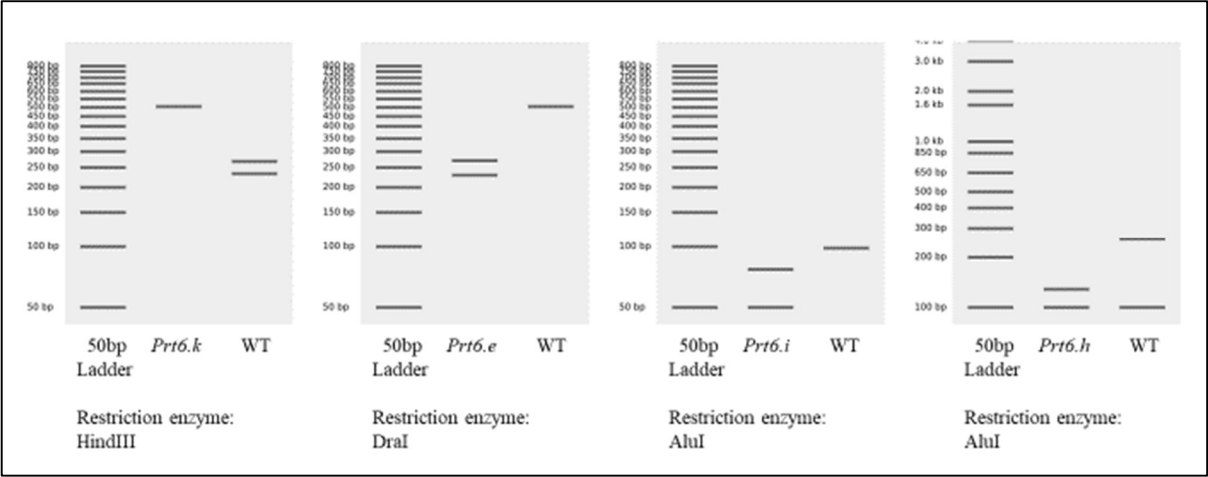 800 bp
750 bp
700 bp
650 bp
600 bp
550 bp
500 bp
450 bp
400 bp
350 bp
300 bp
250 bp
200 bp
150 bp
100 bp
50 bp
50bp Prt6.k WT
Ladder
Restriction enzyme:
HindIII
800 bp
750 bp
700 bp
650 bp
600 bp
550 bp
500 bp
450 bp
400 bp
350 bp
300 bp
250 bp
200 bp
150 bp
100 bp
50 bp
50bp Prt6.e WT
Ladder
Restriction enzyme:
DraI
800 bp
750 bp
700 bp
650 bp
600 bp
550 bp
500 bp
450 bp
400 bp
350 bp
300 bp
250 bp
200 bp
150 bp
100 bp
50 bp
50bp Prt6.i WT
Ladder
Restriction enzyme:
AluI
4.0 kb
3.0 kb
2.0 kb
1.6 kb
1.0 kb
850 bp
650 bp
500 bp
400 bp
300 bp
200 bp
100 bp
50bp Prt6.h WT
Ladder
Restriction enzyme:
AluI